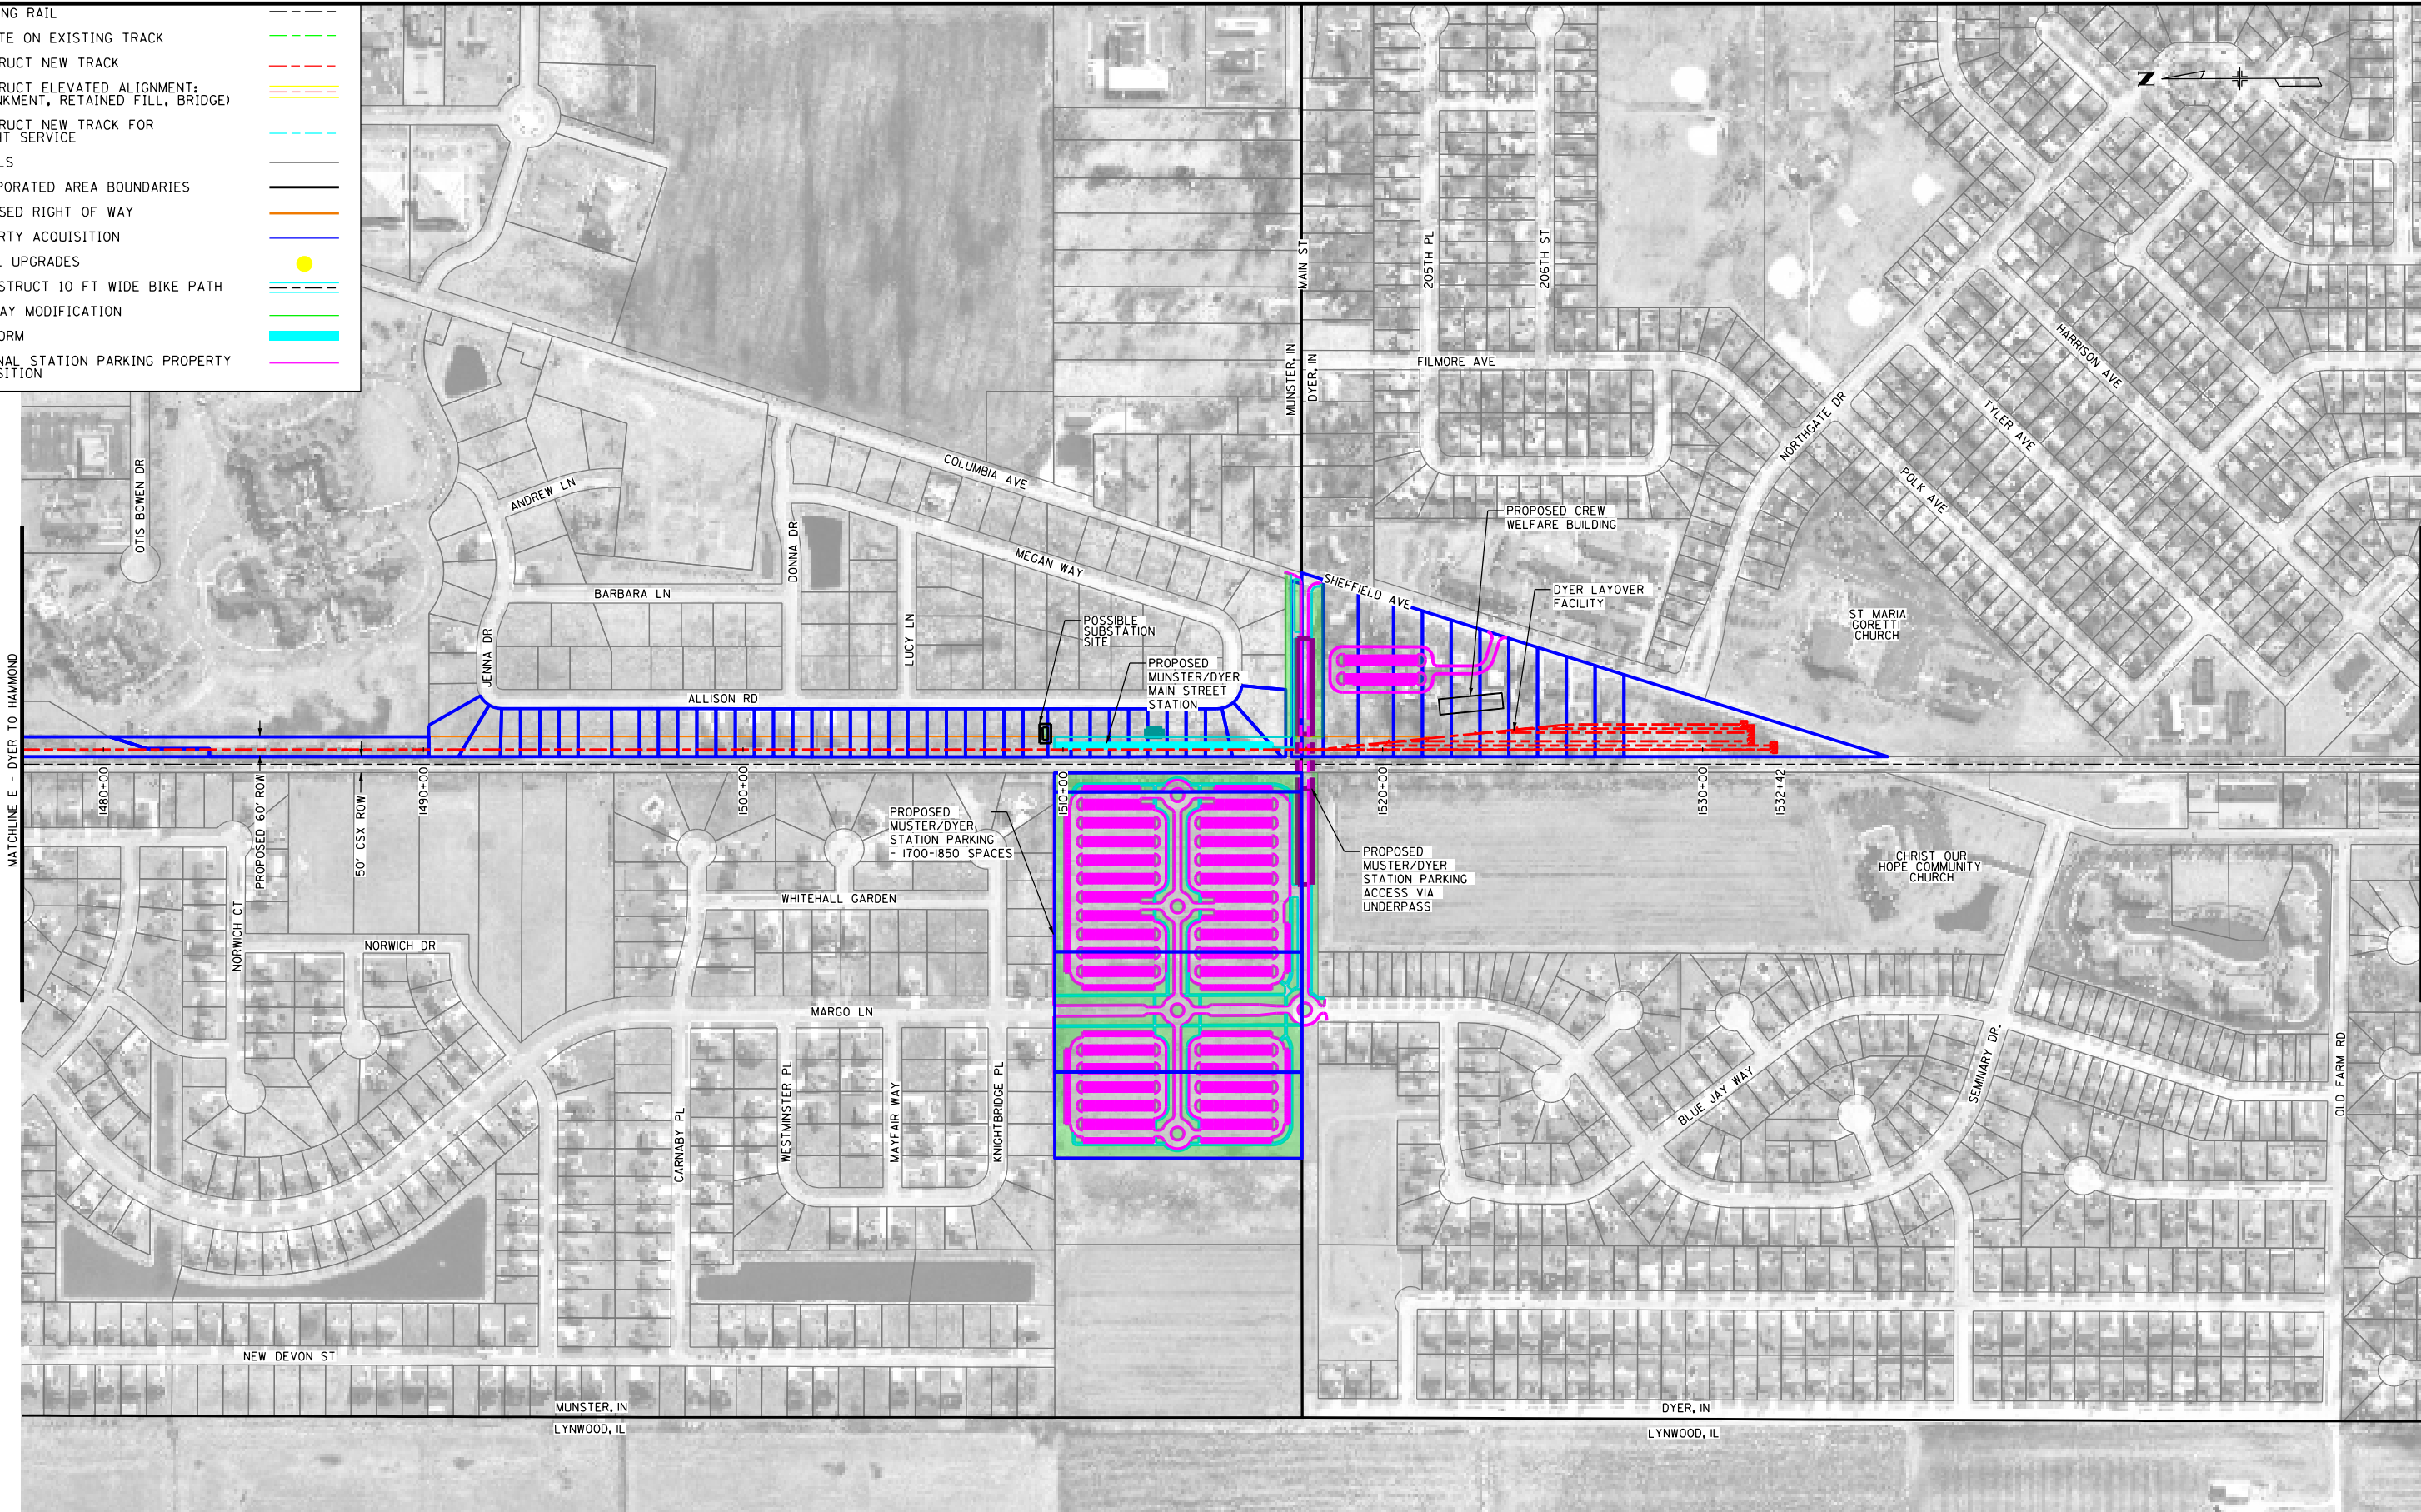 NG RAIL
TE ON EXISTING TRACK
RUCT NEW TRACK
RUCT ELEVATED ALIGNMENT:
NKMENT, RETAINED FILL, BRIDGE)
RUCT NEW TRACK FOR
HT SERVICE
LS
PORATED AREA BOUNDARIES
SED RIGHT OF WAY
RTY ACQUISITION
L UPGRADES
STRUCT 10 FT WIDE BIKE PATH
AY MODIFICATION
ORM
NAL STATION PARKING PROPERTY
SITION
N
MAIN ST
205TH PL
206TH ST
MUNSTER, IN
DYER, IN
FILMORE AVE
HARRISON AVE
TYLER AVE
NORTHGATE DR
POLK AVE
OTIS BOWEN DR
COLUMBIA AVE
ANDREW LN
DONNA DR
MEGAN WAY
BARBARA LN
LUCY LN
JENNA DR
ALLISON RD
SHEFFIELD AVE
PROPOSED CREW
WELFARE BUILDING
DYER LAYOVER
FACILITY
ST MARIA
GORETTI
CHURCH
POSSIBLE
SUBSTATION
SITE
PROPOSED
MUNSTER/DYER
MAIN STREET
STATION
MATCHLINE E - DYER TO HAMMOND
1480+00
PROPOSED 60' ROW
50' CSX ROW
1490+00
1500+00
1510+00
1520+00
1530+00
1532+42
PROPOSED
MUSTER/DYER
STATION PARKING
- 1700-1850 SPACES
PROPOSED
MUSTER/DYER
STATION PARKING
ACCESS VIA
UNDERPASS
CHRIST OUR
HOPE COMMUNITY
CHURCH
WHITEHALL GARDEN
NORWICH CT
NORWICH DR
MARGO LN
CARNABY PL
WESTMINSTER PL
MAYFAIR WAY
KNIGHTBRIDGE PL
BLUE JAY WAY
SEMINARY DR.
OLD FARM RD
NEW DEVON ST
MUNSTER, IN
LYNWOOD, IL
DYER, IN
LYNWOOD, IL